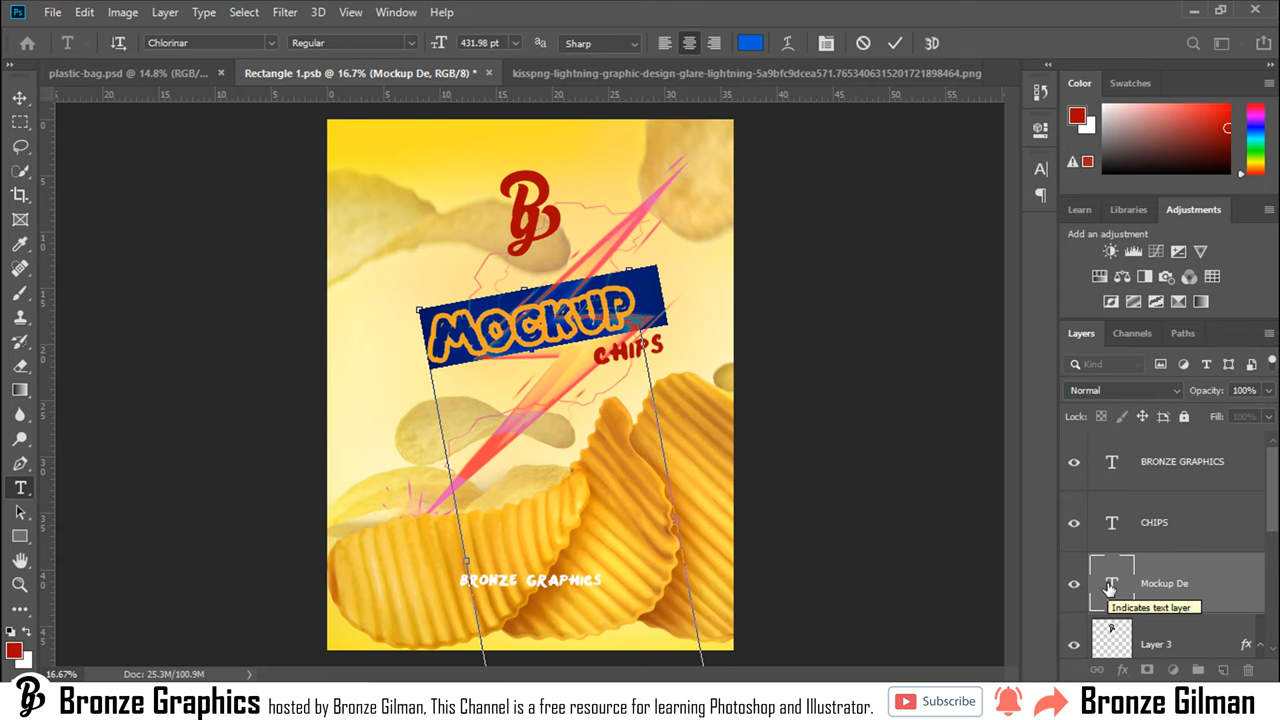 Ps File Edit Image Layer Type Select Filter 3D View Window Help
T Chlorinar Regular 431.98 pt Sharp 3D
plastic-bag.psd @ 14.8% (RGB/... × Rectangle 1.psb @ 16.7% (Mockup De, RGB/8) * × kisspng-lightning-graphic-design-glare-lightning-5a9bfc9dcea571.7653406315201721898464.png
Color Swatches
Learn Libraries Adjustments
Add an adjustment
Layers Channels Paths
Kind
Normal Opacity: 100%
Lock: Fill: 100%
BRONZE GRAPHICS
CHIPS
Mockup De
Indicates text layer
Layer 3 fx
Bg
MOCKUP
CHIPS
BRONZE GRAPHICS
16.67% Doc: 25.3M/100.9M
Bronze Graphics hosted by Bronze Gilman, This Channel is a free resource for learning Photoshop and Illustrator. Subscribe Bronze Gilman